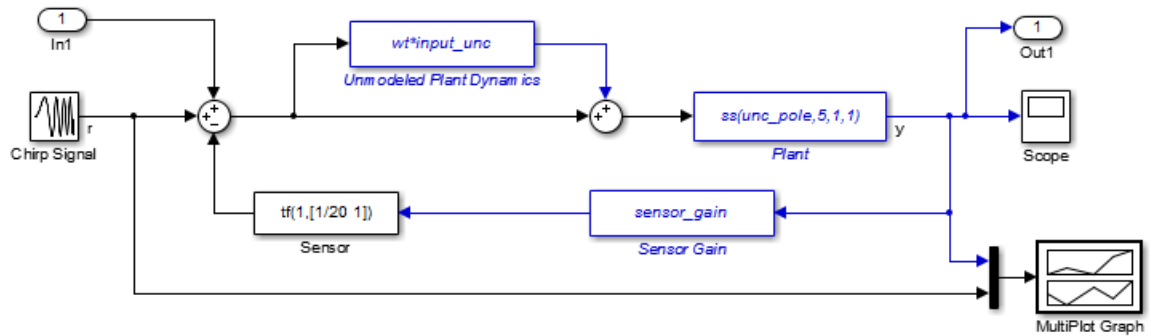 1
In1
wt*input_unc
Unmodeled Plant Dynamics
1
Out1
r
Chirp Signal
+
+
−
+
+
ss(unc_pole,5,1,1)
Plant
y
Scope
tf(1,[1/20 1])
Sensor
sensor_gain
Sensor Gain
MultiPlot Graph